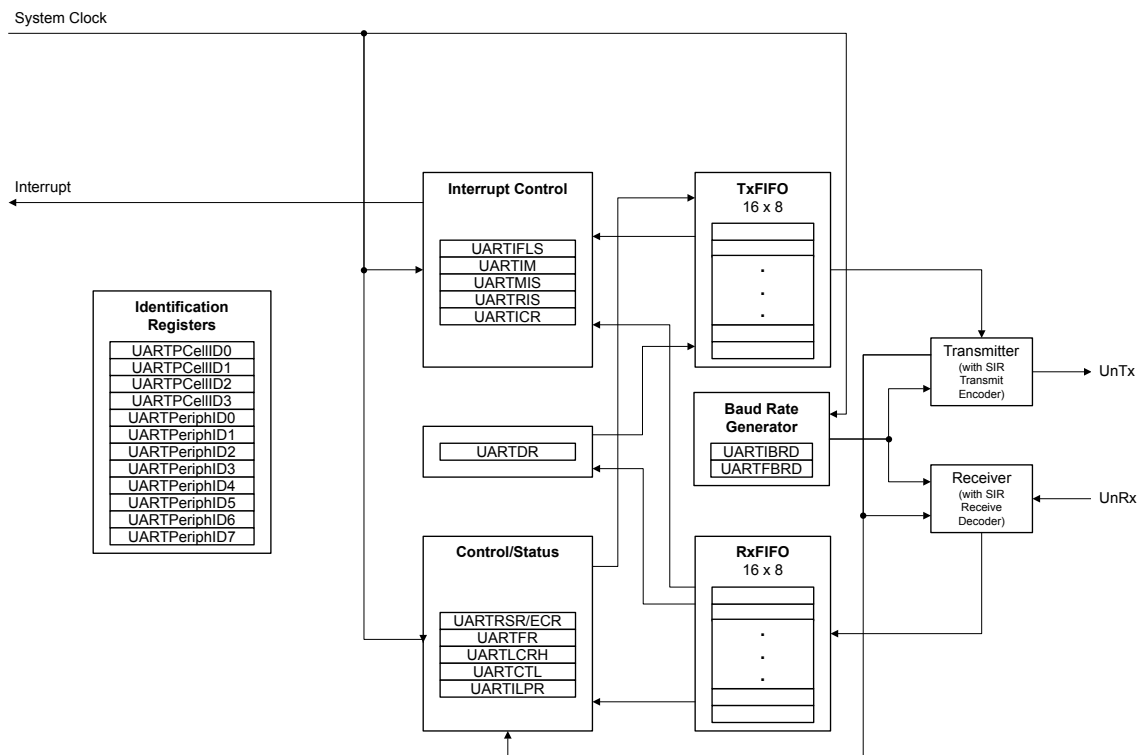 System Clock
Interrupt
Identification
Registers
UARTPCellID0
UARTPCellID1
UARTPCellID2
UARTPCellID3
UARTPeriphID0
UARTPeriphID1
UARTPeriphID2
UARTPeriphID3
UARTPeriphID4
UARTPeriphID5
UARTPeriphID6
UARTPeriphID7
Interrupt Control
UARTIFLS
UARTIM
UARTMIS
UARTRIS
UARTICR
UARTDR
Control/Status
UARTRSR/ECR
UARTFR
UARTLCRH
UARTCTL
UARTILPR
TxFIFO
16 x 8
.
.
.
Baud Rate
Generator
UARTIBRD
UARTFBRD
RxFIFO
16 x 8
.
.
.
Transmitter
(with SIR
Transmit
Encoder)
UnTx
Receiver
(with SIR
Receive
Decoder)
UnRx